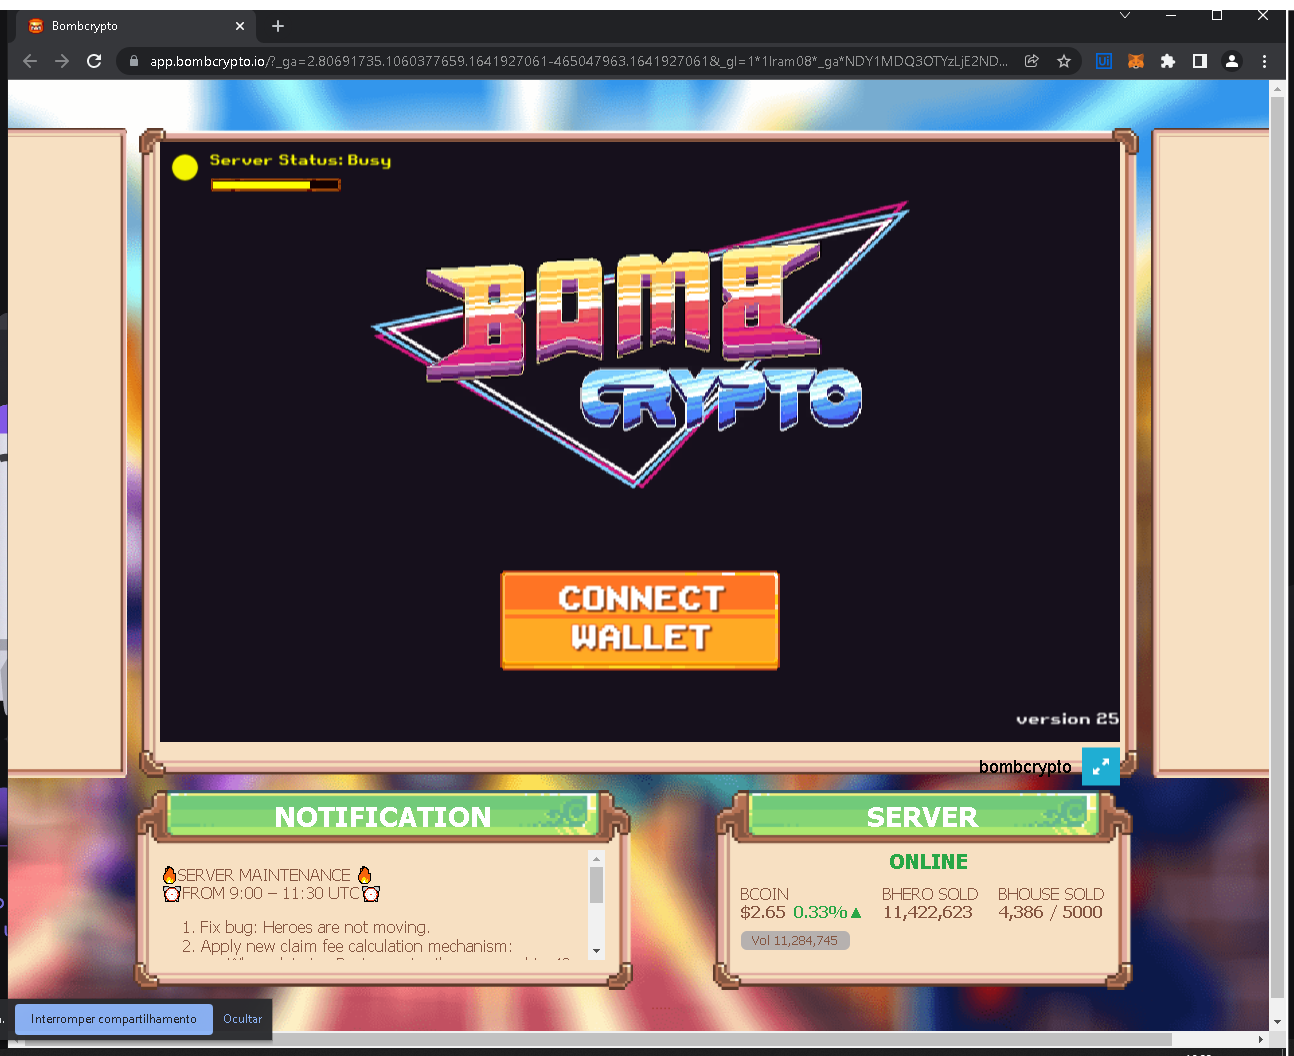 Bombcrypto
app.bombcrypto.io/?_ga=2.80691735.1060377659.1641927061-465047963.1641927061&_gl=1*1lram08*_ga*NDY1MDQ3OTYzLjE2ND...
Ui
Server Status: Busy
BOMB
CRYPTO
CONNECT
WALLET
version 25
bombcrypto
NOTIFICATION
🔥SERVER MAINTENANCE 🔥
⏰FROM 9:00 – 11:30 UTC⏰
1. Fix bug: Heroes are not moving.
2. Apply new claim fee calculation mechanism:
SERVER
ONLINE
BCOIN BHERO SOLD BHOUSE SOLD
$2.65 0.33%▲ 11,422,623 4,386 / 5000
Vol 11,284,745
Interromper compartilhamento Ocultar